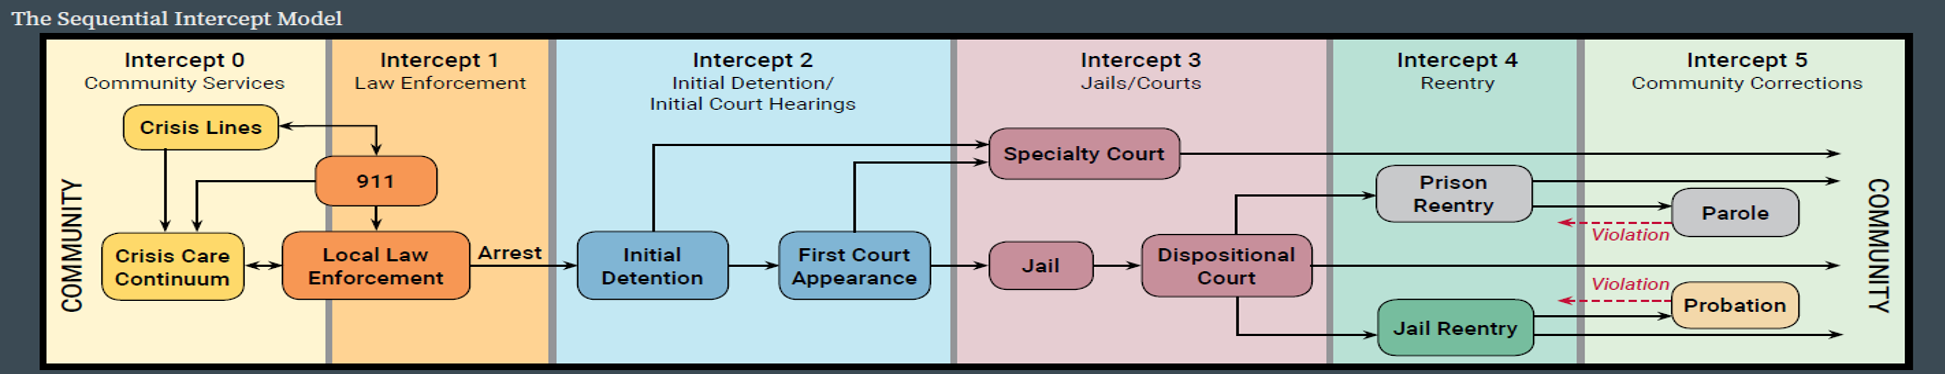 The Sequential Intercept Model
Intercept 0
Community Services
Intercept 1
Law Enforcement
Intercept 2
Initial Detention/
Initial Court Hearings
Intercept 3
Jails/Courts
Intercept 4
Reentry
Intercept 5
Community Corrections
COMMUNITY
Crisis Lines
911
Crisis Care
Continuum
Local Law
Enforcement
Arrest
Initial
Detention
First Court
Appearance
Specialty Court
Jail
Dispositional
Court
Prison
Reentry
Jail Reentry
Parole
Violation
Violation
Probation
COMMUNITY